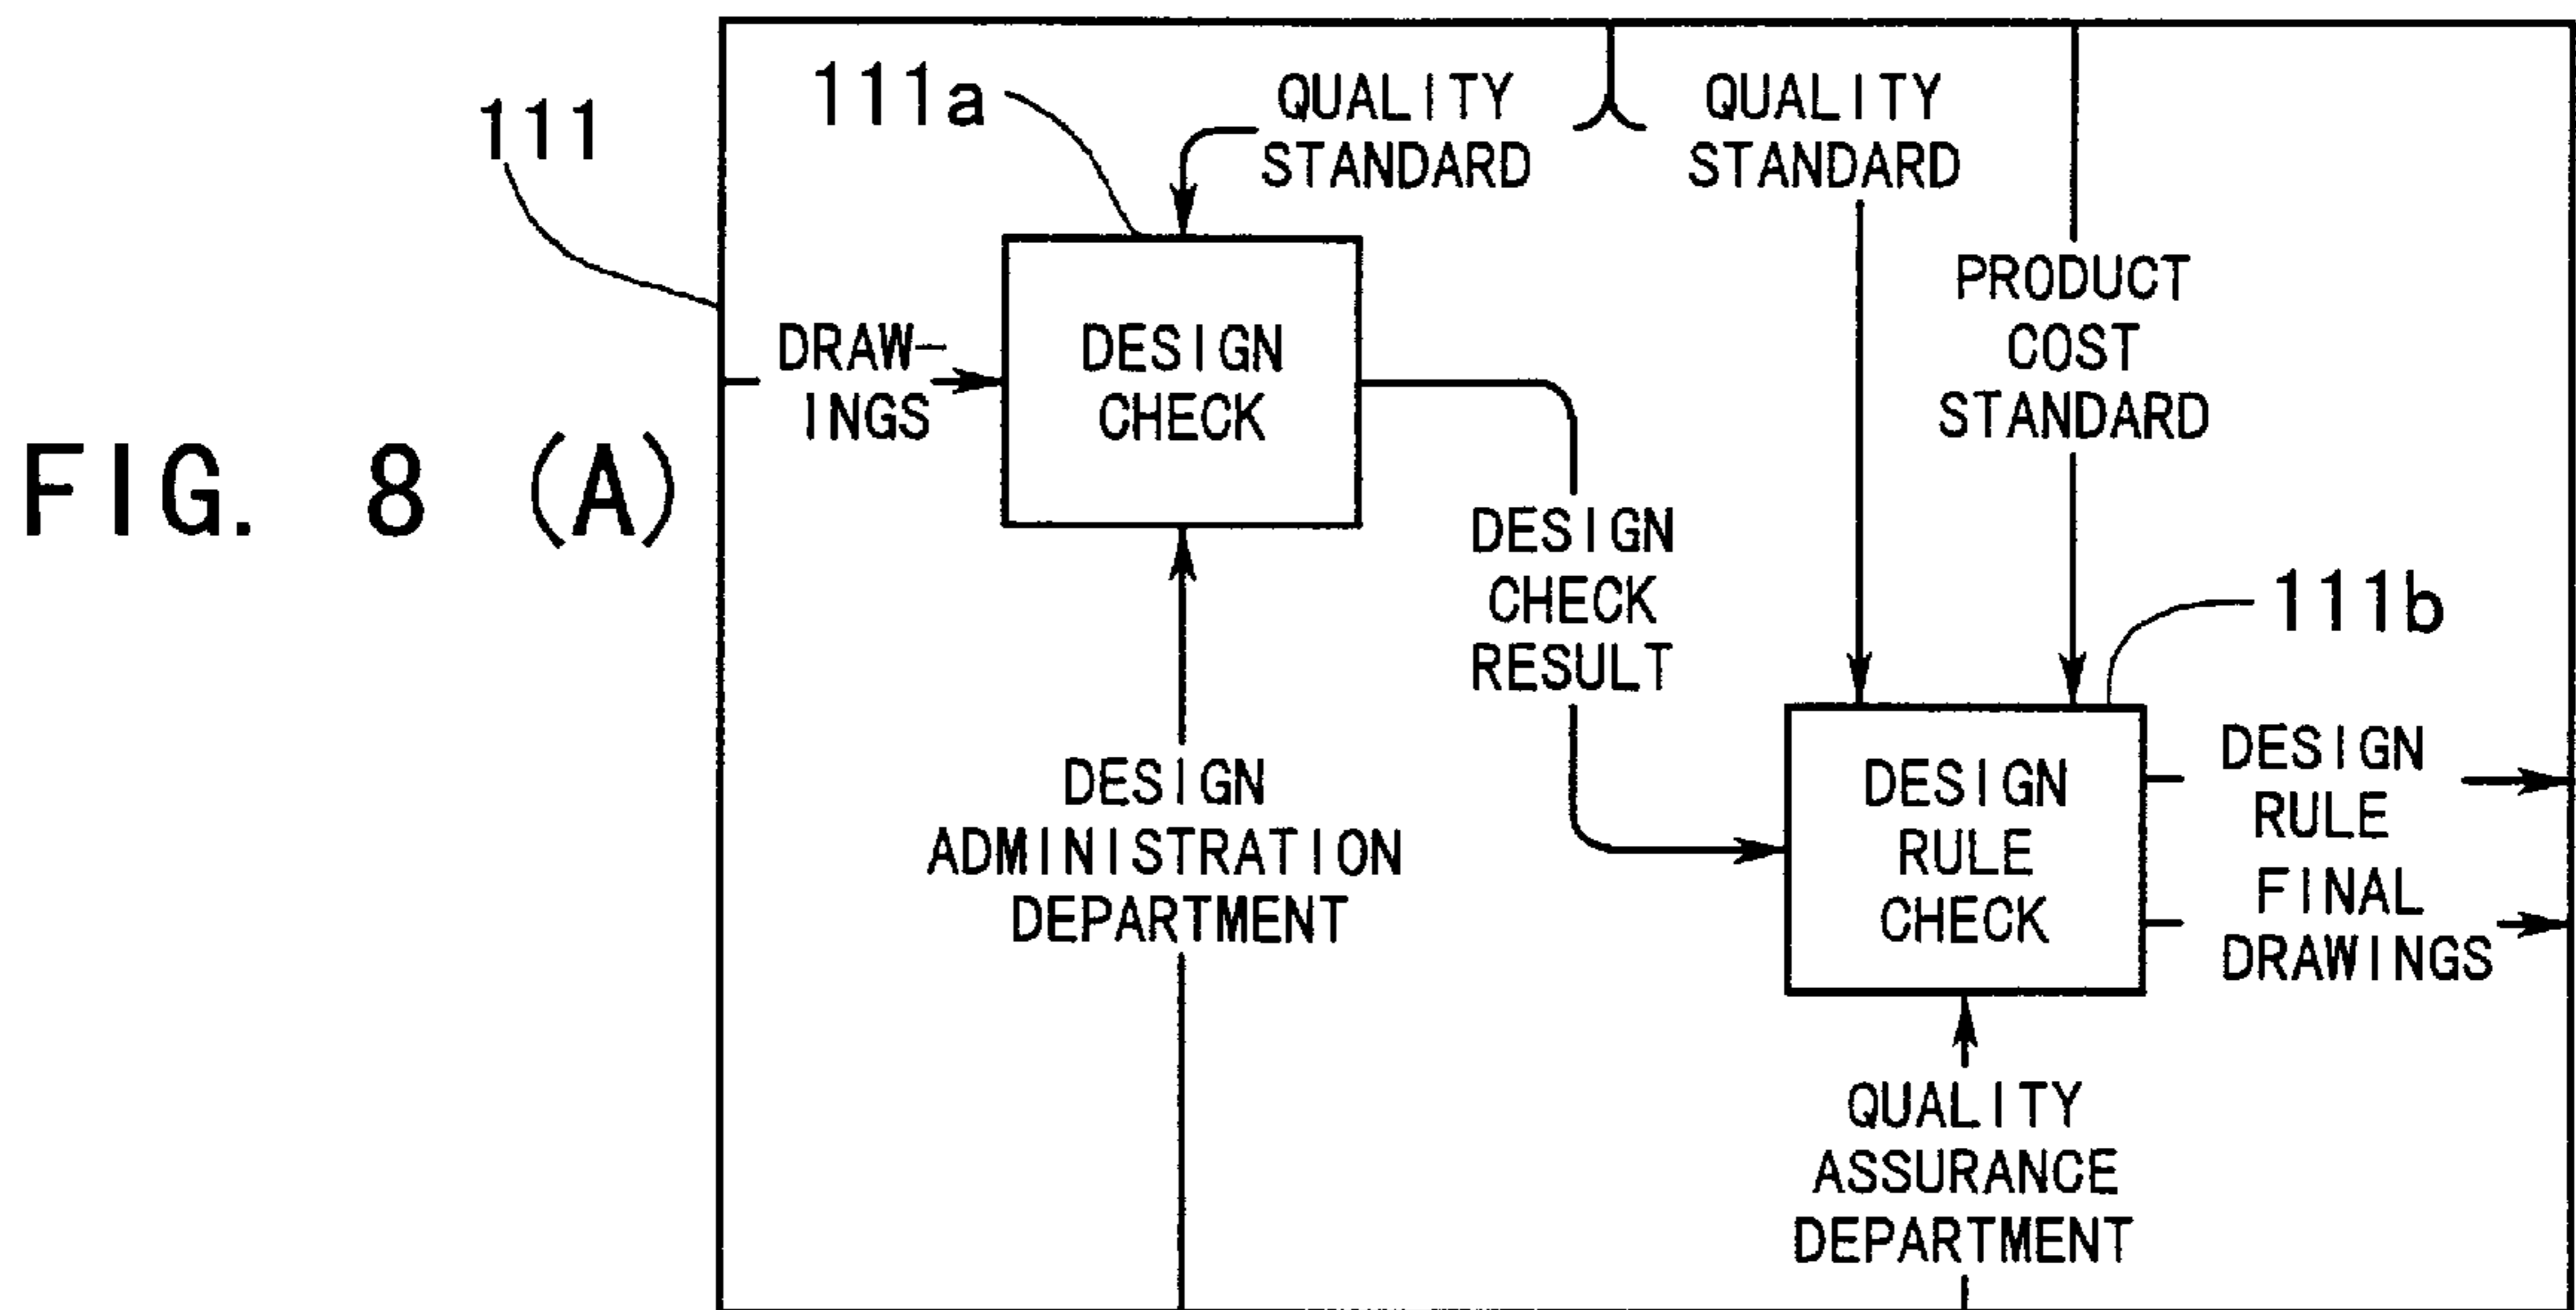 111
111a
QUALITY
STANDARD
QUALITY
STANDARD
PRODUCT
COST
STANDARD
DRAW-
INGS
DESIGN
CHECK
FIG. 8 (A)
DESIGN
CHECK
RESULT
111b
DESIGN
ADMINISTRATION
DEPARTMENT
DESIGN
RULE
CHECK
DESIGN
RULE
FINAL
DRAWINGS
QUALITY
ASSURANCE
DEPARTMENT